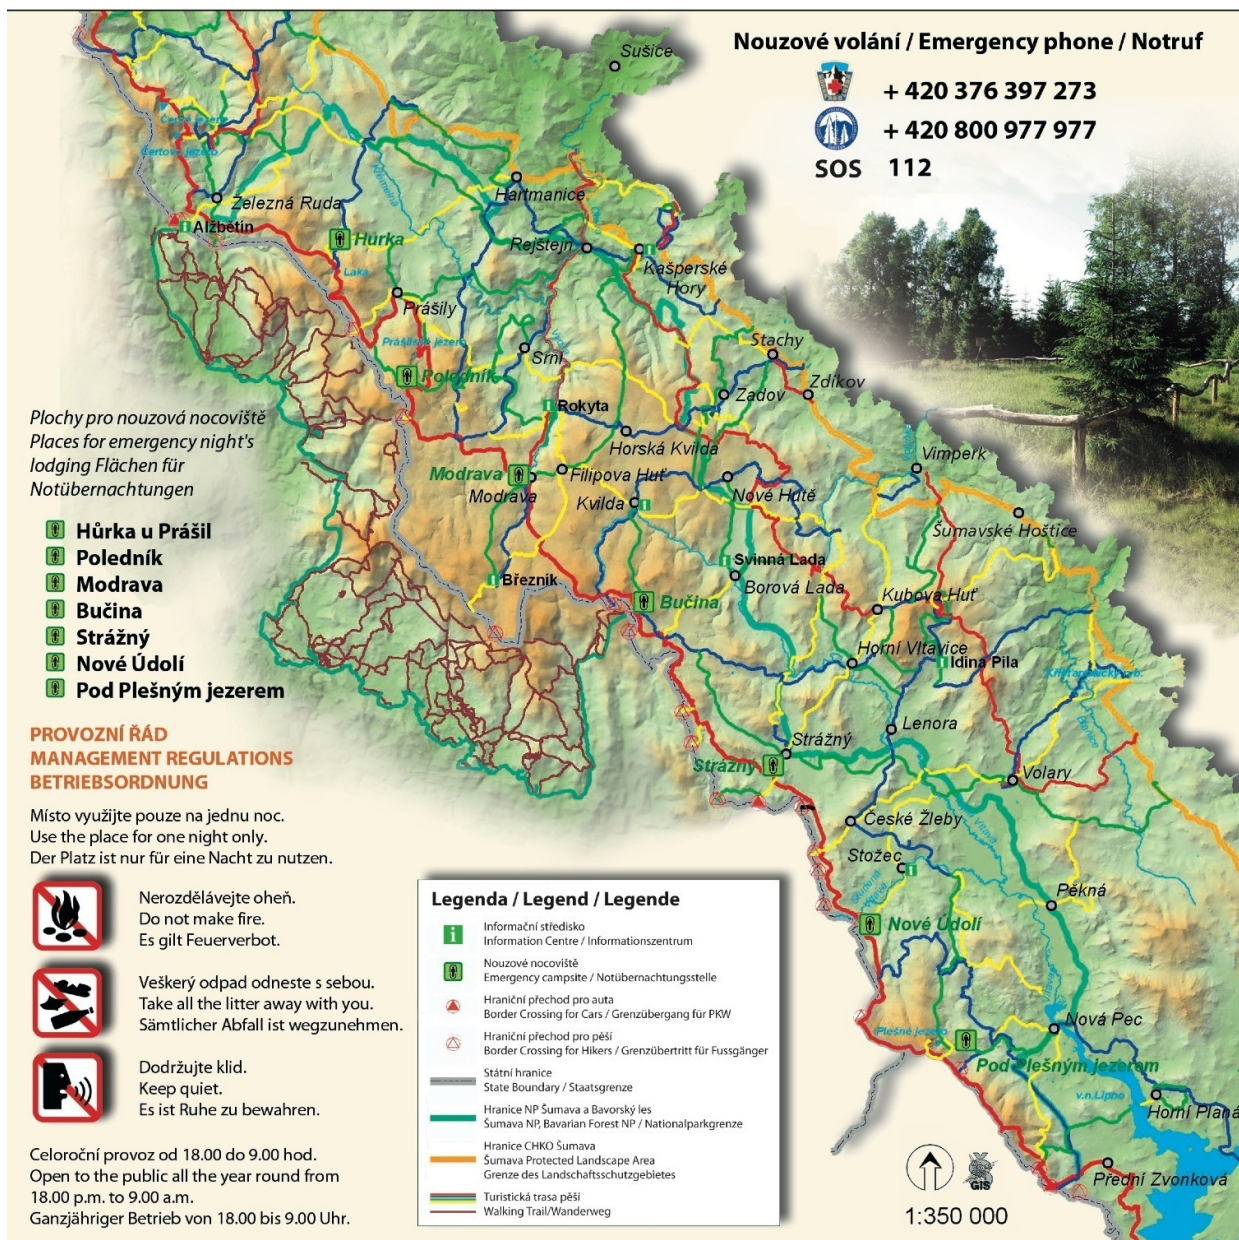 Nouzové volání / Emergency phone / Notruf
+ 420 376 397 273
+ 420 800 977 977
SOS 112
Sušice
Čertovo jezero
Křemelná
Hartmanice
Železná Ruda
Alžbětín
Hůrka
Rejštejn
Kašperské
Hory
Laka
Prášily
Prášilské jezero
Srní
Stachy
Poledník
Zdíkov
Zadov
Rokyta
Horská Kvilda
Vimperk
Modrava
Filipova Huť
Modrava
Kvilda
Nové Hutě
Šumavské Hoštice
Svinná Lada
Březník
Borová Lada
Bučina
Kubova Huť
Horní Vltavice
Idina Pila
Lenora
Strážný
Strážný
Volary
České Žleby
Stožec
Pěkná
Nové Údolí
Nová Pec
Plešné jezero
Pod Plešným jezerem
v.n.Lipno
Horní Planá
Přední Zvonková
GIS
1:350 000
Plochy pro nouzová nocoviště
Places for emergency night's
lodging Flächen für
Notübernachtungen
Hůrka u Prášil
Poledník
Modrava
Bučina
Strážný
Nové Údolí
Pod Plešným jezerem
PROVOZNÍ ŘÁD
MANAGEMENT REGULATIONS
BETRIEBSORDNUNG
Místo využijte pouze na jednu noc.
Use the place for one night only.
Der Platz ist nur für eine Nacht zu nutzen.
Nerozdělávejte oheň.
Do not make fire.
Es gilt Feuerverbot.
Veškerý odpad odneste s sebou.
Take all the litter away with you.
Sämtlicher Abfall ist wegzunehmen.
Dodržujte klid.
Keep quiet.
Es ist Ruhe zu bewahren.
Celoroční provoz od 18.00 do 9.00 hod.
Open to the public all the year round from
18.00 p.m. to 9.00 a.m.
Ganzjähriger Betrieb von 18.00 bis 9.00 Uhr.
Legenda / Legend / Legende
Informační středisko
Information Centre / Informationszentrum
Nouzové nocoviště
Emergency campsite / Notübernachtungsstelle
Hraniční přechod pro auta
Border Crossing for Cars / Grenzübergang für PKW
Hraniční přechod pro pěší
Border Crossing for Hikers / Grenzübertritt für Fussgänger
Státní hranice
State Boundary / Staatsgrenze
Hranice NP Šumava a Bavorský les
Šumava NP, Bavarian Forest NP / Nationalparkgrenze
Hranice CHKO Šumava
Šumava Protected Landscape Area
Grenze des Landschaftsschutzgebietes
Turistická trasa pěší
Walking Trail/Wanderweg